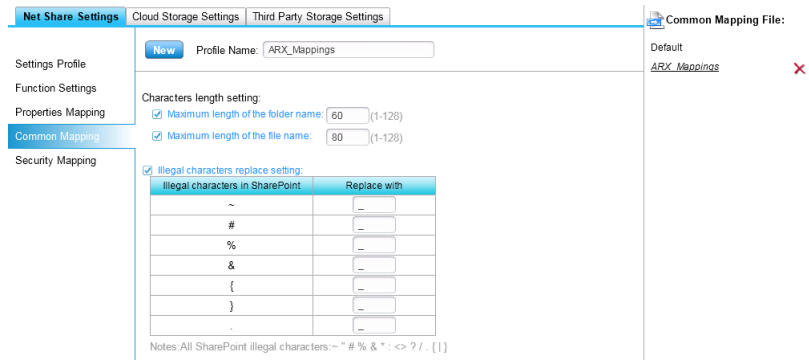 Net Share Settings Cloud Storage Settings Third Party Storage Settings
Settings Profile
Function Settings
Properties Mapping
Common Mapping
Security Mapping
New Profile Name: ARX_Mappings
Characters length setting:
Maximum length of the folder name: 60 (1-128)
Maximum length of the file name: 80 (1-128)
Illegal characters replace setting:
Illegal characters in SharePoint Replace with
~ _
# _
% _
& _
{ _
} _
. _
Notes:All SharePoint illegal characters:~ " # % & * : <> ? / . { | }
Common Mapping File:
Default
ARX_Mappings